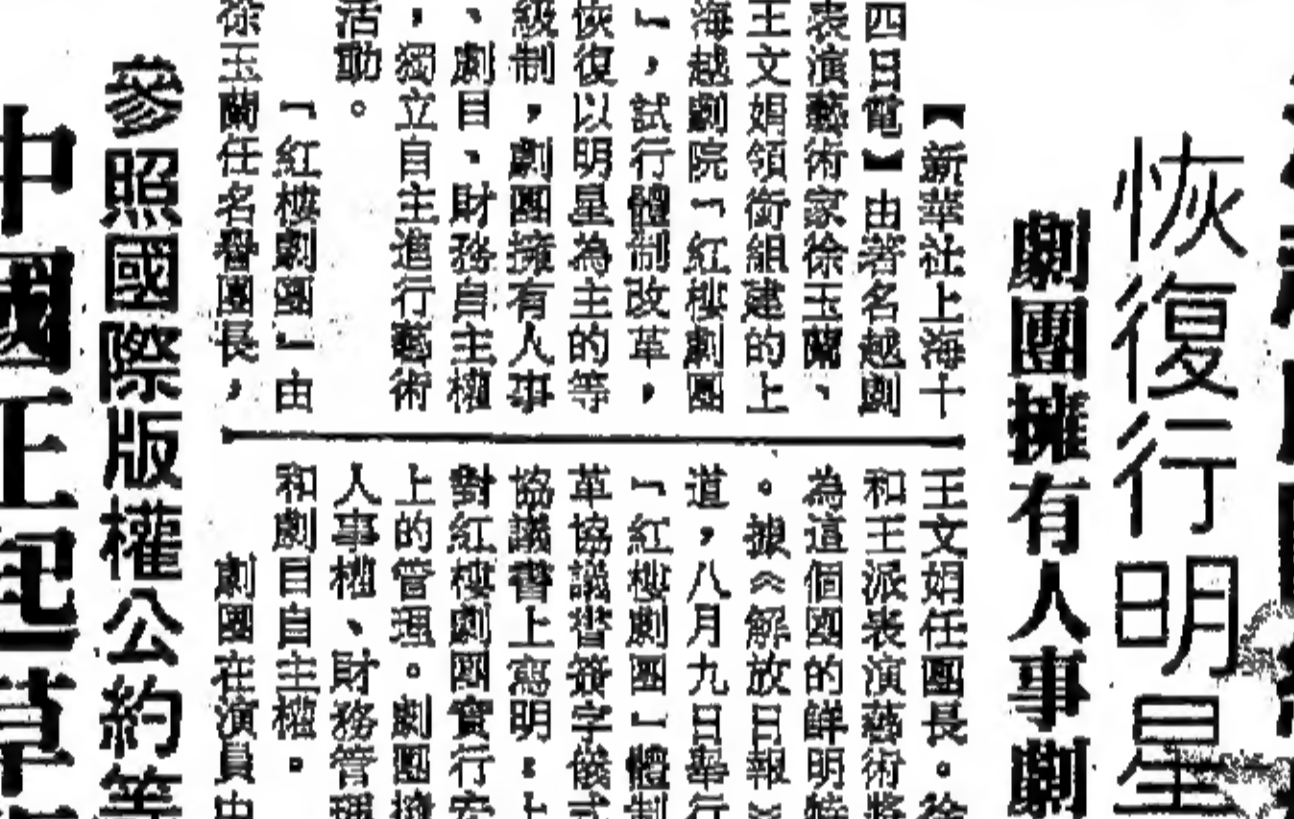 恢復行明星
劇團擁有人事劇
【新華社上海十
四日電】由著名越劇
表演藝術家徐玉蘭、
王文娟領銜組建的上
海越劇院「紅樓劇團
」，試行體制改革，
恢復以明星為主的等
級制，劇團擁有人事
、劇目、財務自主權
，獨立自主進行藝術
活動。
「紅樓劇團」由
徐玉蘭任名譽團長，
王文娟任團長。徐
和王派表演藝術將
為這個團的鮮明特
。據《解放日報》
道，八月九日舉行
「紅樓劇團」體制
革協議書簽字儀式
協議書上寫明：上
對紅樓劇團實行宏
上的管理。劇團擁
人事權、財務管理
和劇目自主權。
劇團在演員中
參照國際版權公約等
中國正起草